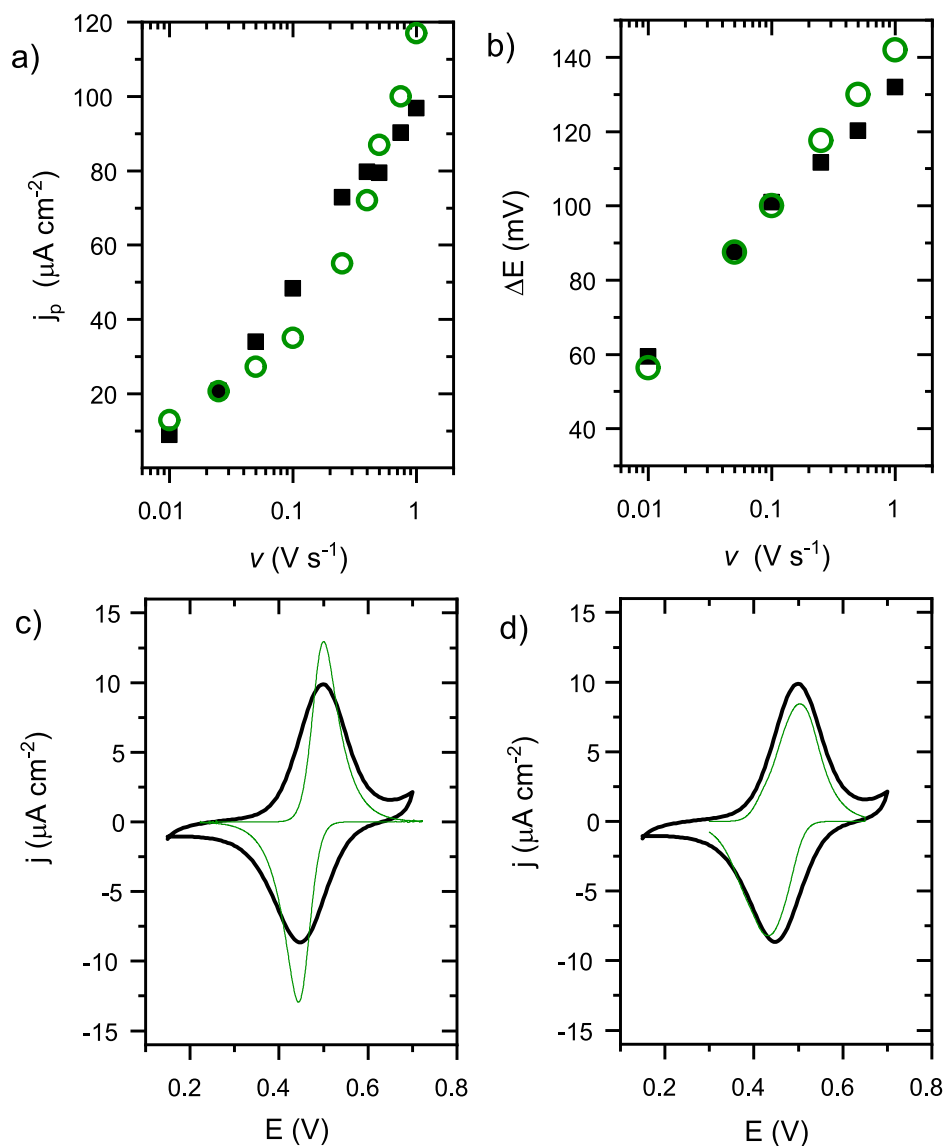 a)
120
100
80
60
40
20
j_p (μA cm⁻²)
0.01 0.1 1
v (V s⁻¹)
b)
140
120
100
80
60
40
ΔE (mV)
0.01 0.1 1
v (V s⁻¹)
c)
15
10
5
0
-5
-10
-15
j (μA cm⁻²)
0.2 0.4 0.6 0.8
E (V)
d)
15
10
5
0
-5
-10
-15
j (μA cm⁻²)
0.2 0.4 0.6 0.8
E (V)